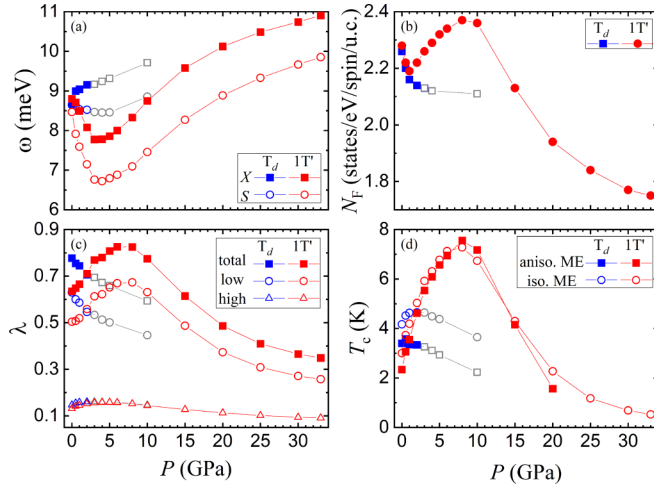 (a)
T_d 1T'
X
S
ω (meV)
11
10
9
8
7
6
5
(b)
T_d 1T'
N_F (states/eV/spin/u.c.)
2.4
2.2
2.0
1.8
(c)
T_d 1T'
total
low
high
λ
0.9
0.7
0.5
0.3
0.1
0 5 10 15 20 25 30
P (GPa)
(d)
T_d 1T'
aniso. ME
iso. ME
T_c (K)
8
6
4
2
0
0 5 10 15 20 25 30
P (GPa)